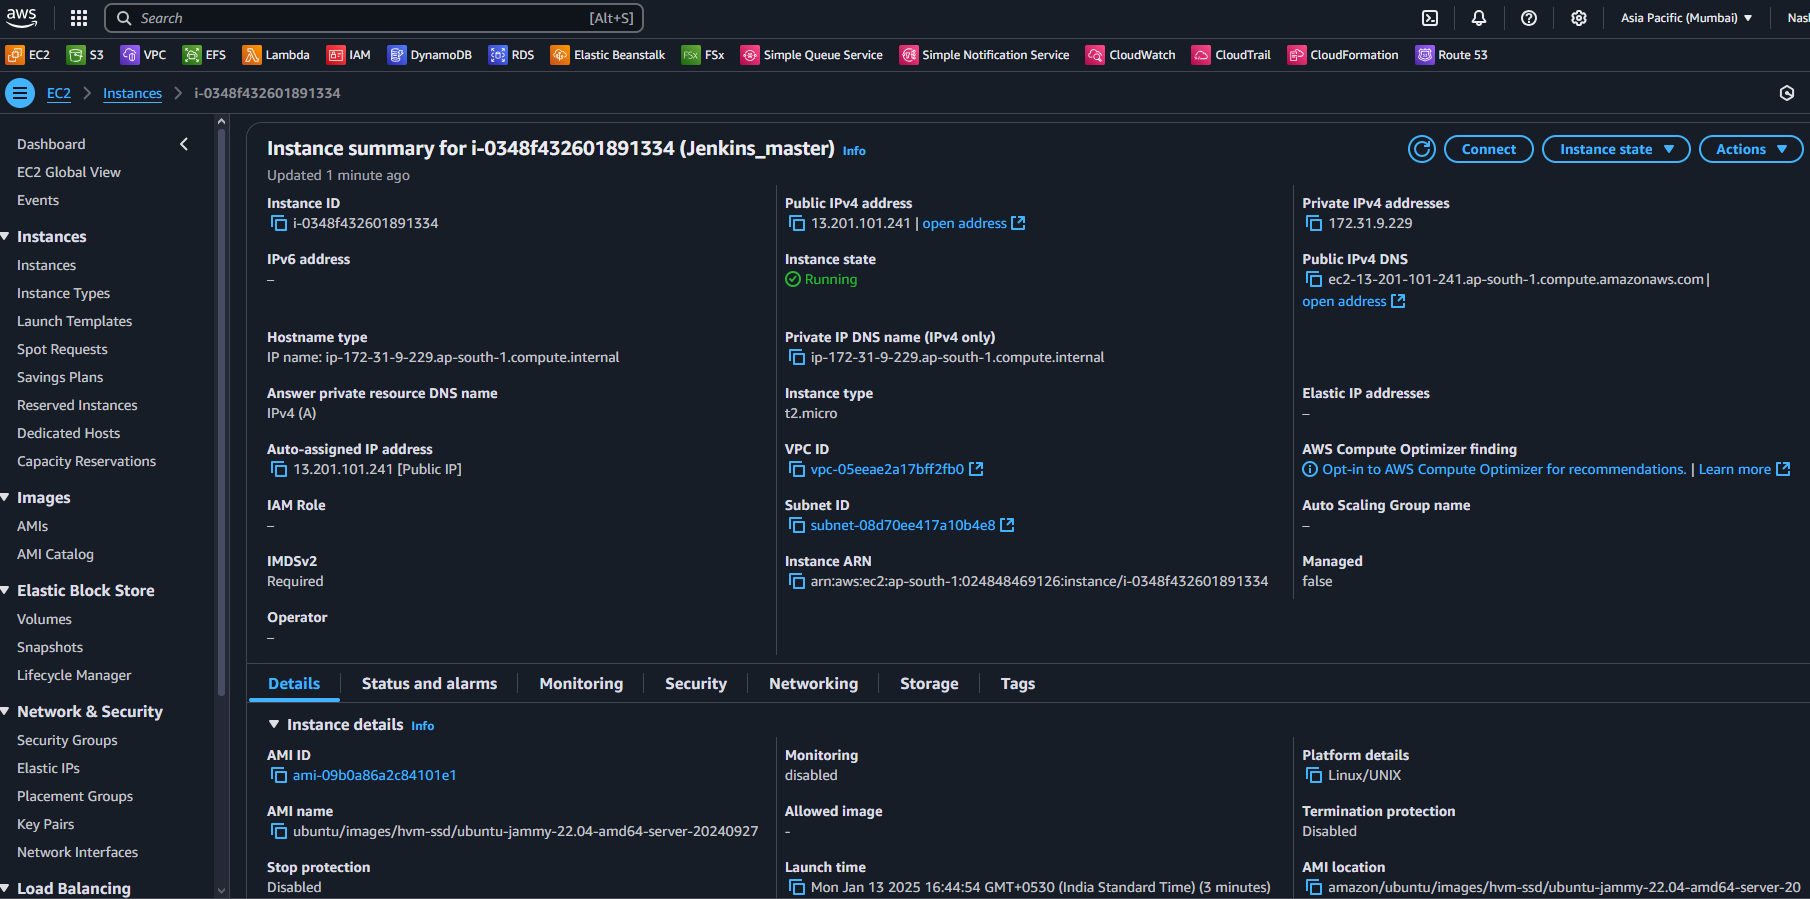 aws
Search [Alt+S]
Asia Pacific (Mumbai)
EC2 S3 VPC EFS Lambda IAM DynamoDB RDS Elastic Beanstalk FSx FSx Simple Queue Service Simple Notification Service CloudWatch CloudTrail CloudFormation Route 53
EC2 Instances i-0348f432601891334
Dashboard
EC2 Global View
Events
Instances
Instances
Instance Types
Launch Templates
Spot Requests
Savings Plans
Reserved Instances
Dedicated Hosts
Capacity Reservations
Images
AMIs
AMI Catalog
Elastic Block Store
Volumes
Snapshots
Lifecycle Manager
Network & Security
Security Groups
Elastic IPs
Placement Groups
Key Pairs
Network Interfaces
Load Balancing
Instance summary for i-0348f432601891334 (Jenkins_master) Info
Connect
Instance state
Actions
Updated 1 minute ago
Instance ID
i-0348f432601891334
Public IPv4 address
13.201.101.241 | open address
Private IPv4 addresses
172.31.9.229
IPv6 address
–
Instance state
Running
Public IPv4 DNS
ec2-13-201-101-241.ap-south-1.compute.amazonaws.com |
open address
Hostname type
IP name: ip-172-31-9-229.ap-south-1.compute.internal
Private IP DNS name (IPv4 only)
ip-172-31-9-229.ap-south-1.compute.internal
Answer private resource DNS name
IPv4 (A)
Instance type
t2.micro
Elastic IP addresses
–
Auto-assigned IP address
13.201.101.241 [Public IP]
VPC ID
vpc-05eeae2a17bff2fb0
AWS Compute Optimizer finding
Opt-in to AWS Compute Optimizer for recommendations. | Learn more
IAM Role
–
Subnet ID
subnet-08d70ee417a10b4e8
Auto Scaling Group name
–
IMDSv2
Required
Instance ARN
arn:aws:ec2:ap-south-1:024848469126:instance/i-0348f432601891334
Managed
false
Operator
–
Details Status and alarms Monitoring Security Networking Storage Tags
Instance details Info
AMI ID
ami-09b0a86a2c84101e1
Monitoring
disabled
Platform details
Linux/UNIX
AMI name
ubuntu/images/hvm-ssd/ubuntu-jammy-22.04-amd64-server-20240927
Allowed image
-
Termination protection
Disabled
Stop protection
Disabled
Launch time
Mon Jan 13 2025 16:44:54 GMT+0530 (India Standard Time) (3 minutes)
AMI location
amazon/ubuntu/images/hvm-ssd/ubuntu-jammy-22.04-amd64-server-20